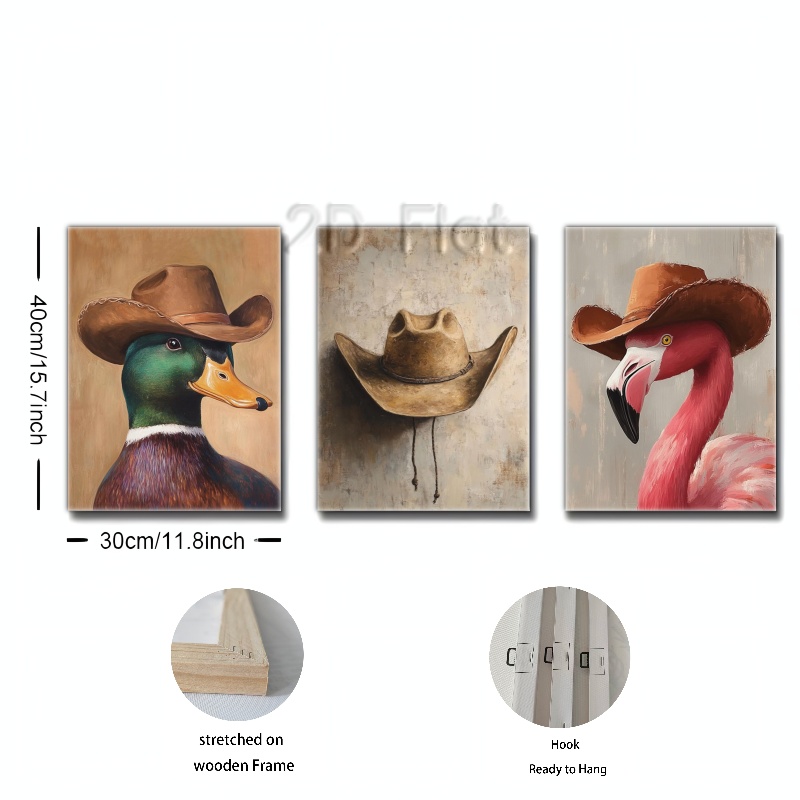 2D Flat
40cm/15.7inch
30cm/11.8inch
stretched on
wooden Frame
Hook
Ready to Hang